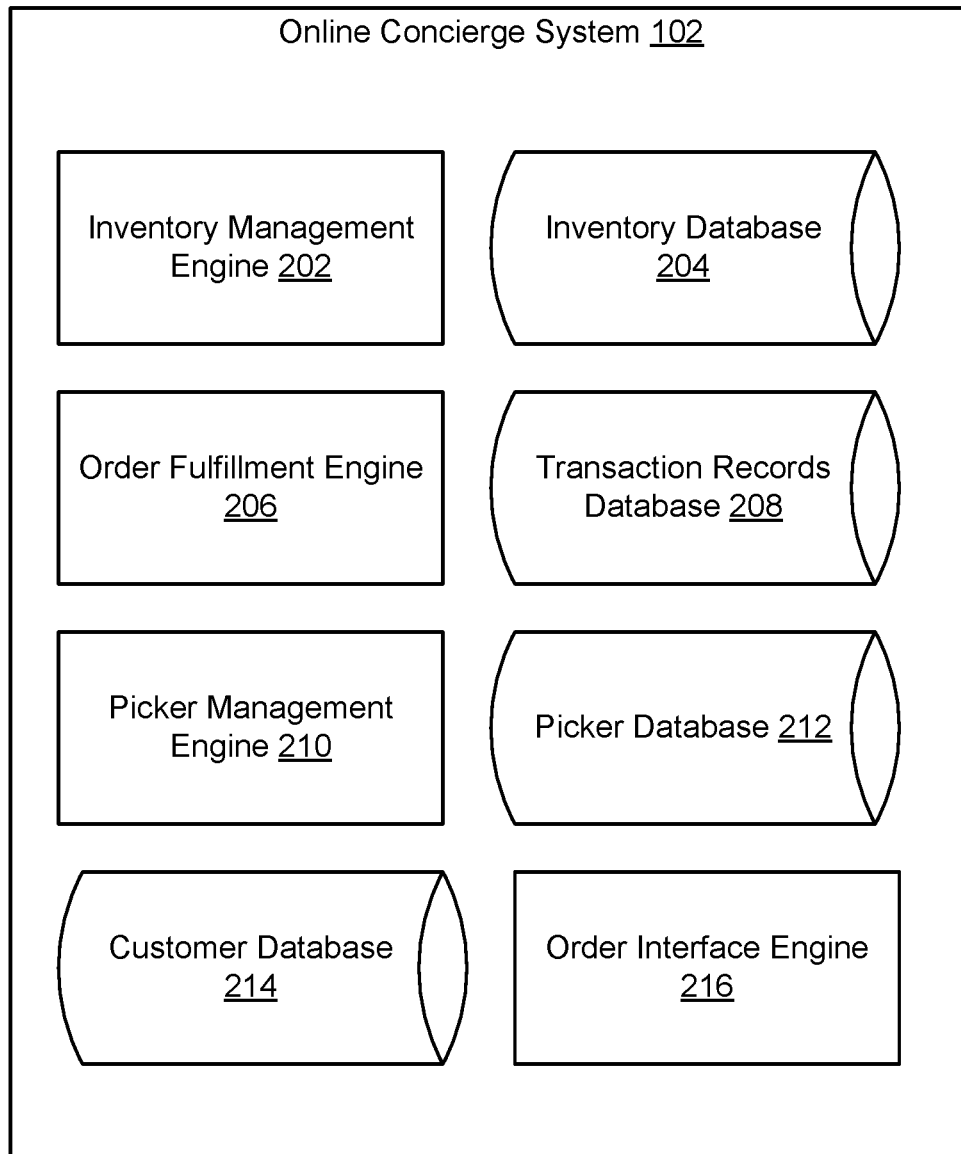 Online Concierge System 102
Inventory Management
Engine 202
Inventory Database
204
Order Fulfillment Engine
206
Transaction Records
Database 208
Picker Management
Engine 210
Picker Database 212
Customer Database
214
Order Interface Engine
216